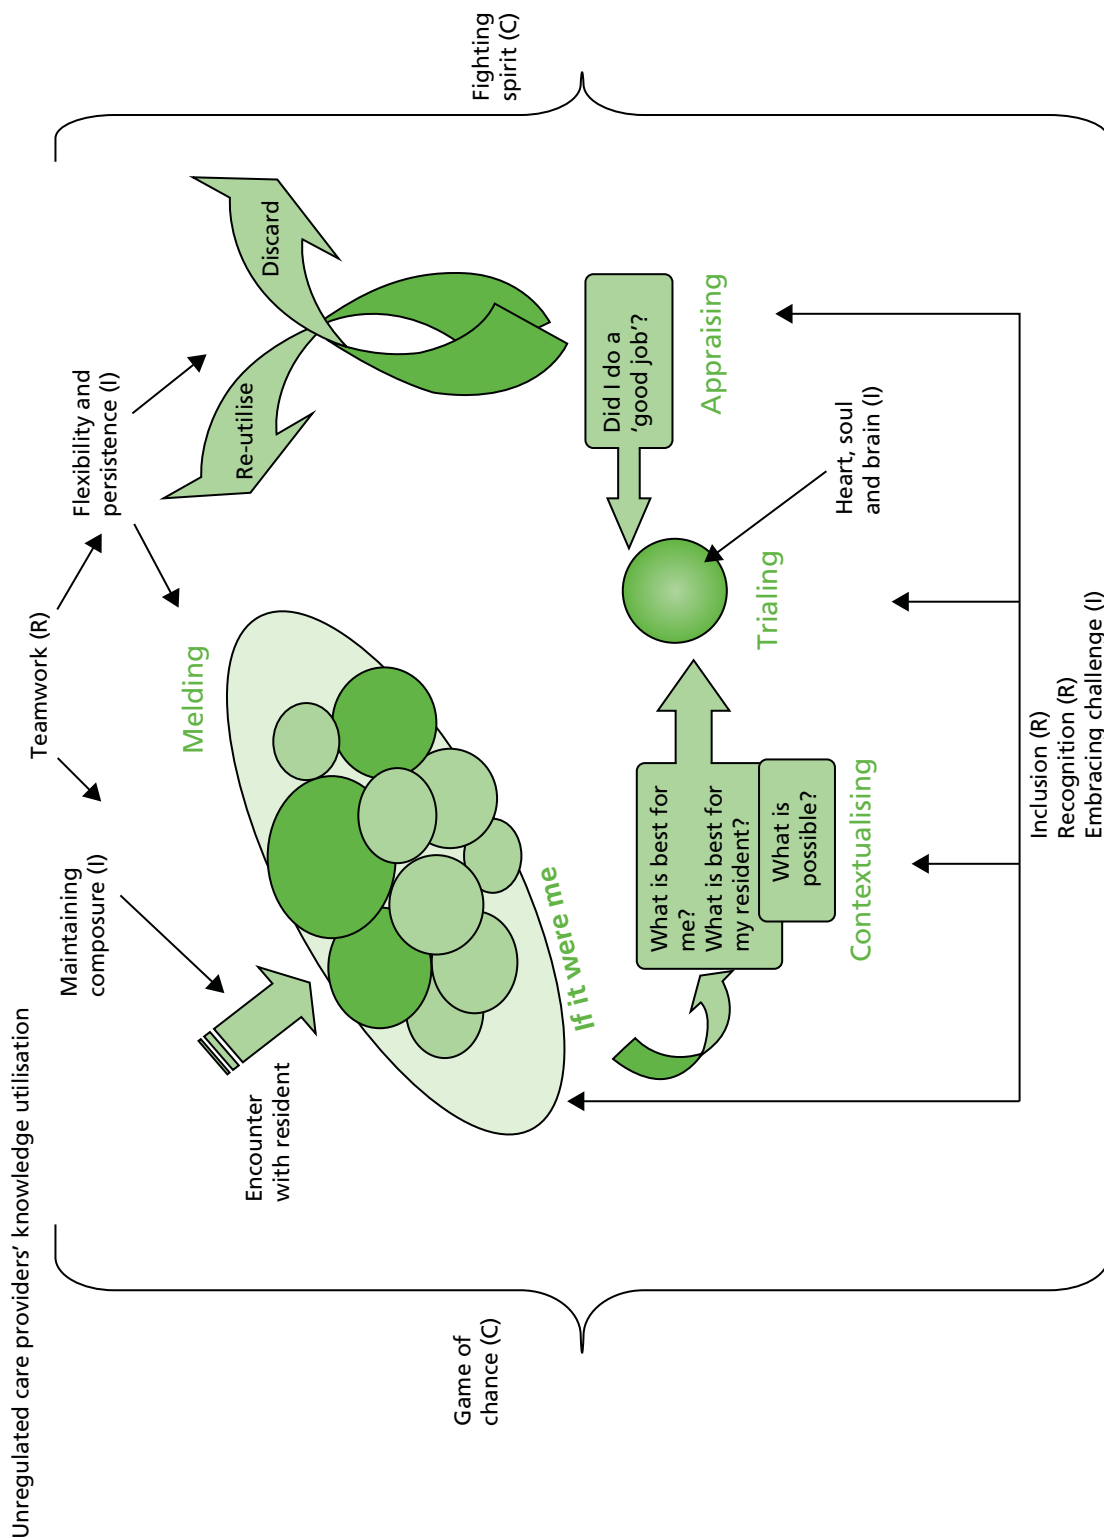 Unregulated care providers’ knowledge utilisation
Teamwork (R)
Maintaining
composure (I)
Flexibility and
persistence (I)
Encounter
with resident
Melding
If it were me
Re-utilise
Discard
Game of
chance (C)
Fighting
spirit (C)
What is best for
me?
What is best for
my resident?
What is
possible?
Contextualising
Trialing
Did I do a
‘good job’?
Appraising
Heart, soul
and brain (I)
Inclusion (R)
Recognition (R)
Embracing challenge (I)